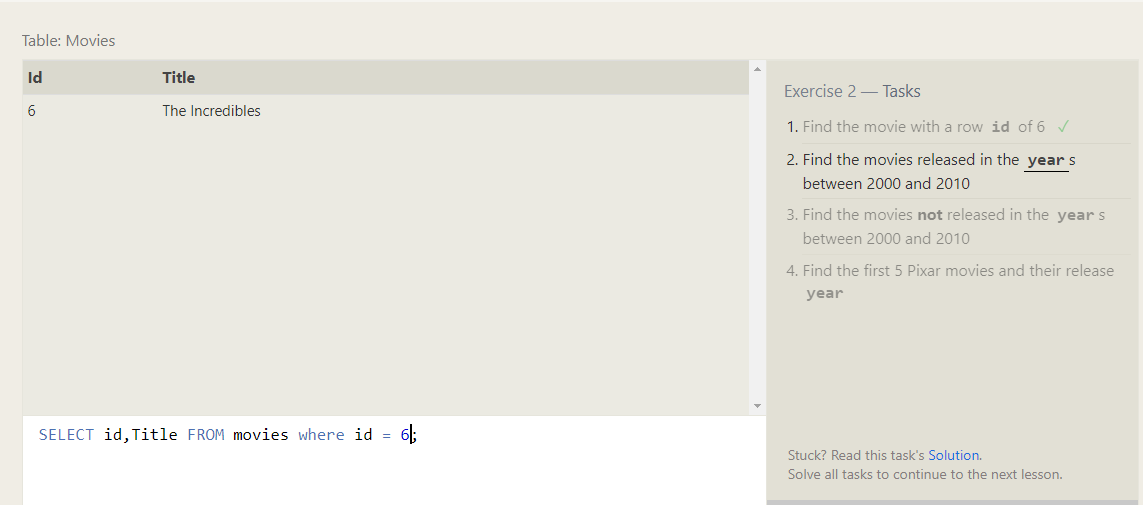 Table: Movies
Id Title
6 The Incredibles
SELECT id,Title FROM movies where id = 6;
Exercise 2 — Tasks
1. Find the movie with a row id of 6 ✓
2. Find the movies released in the year s
between 2000 and 2010
3. Find the movies not released in the year s
between 2000 and 2010
4. Find the first 5 Pixar movies and their release
year
Stuck? Read this task's Solution.
Solve all tasks to continue to the next lesson.